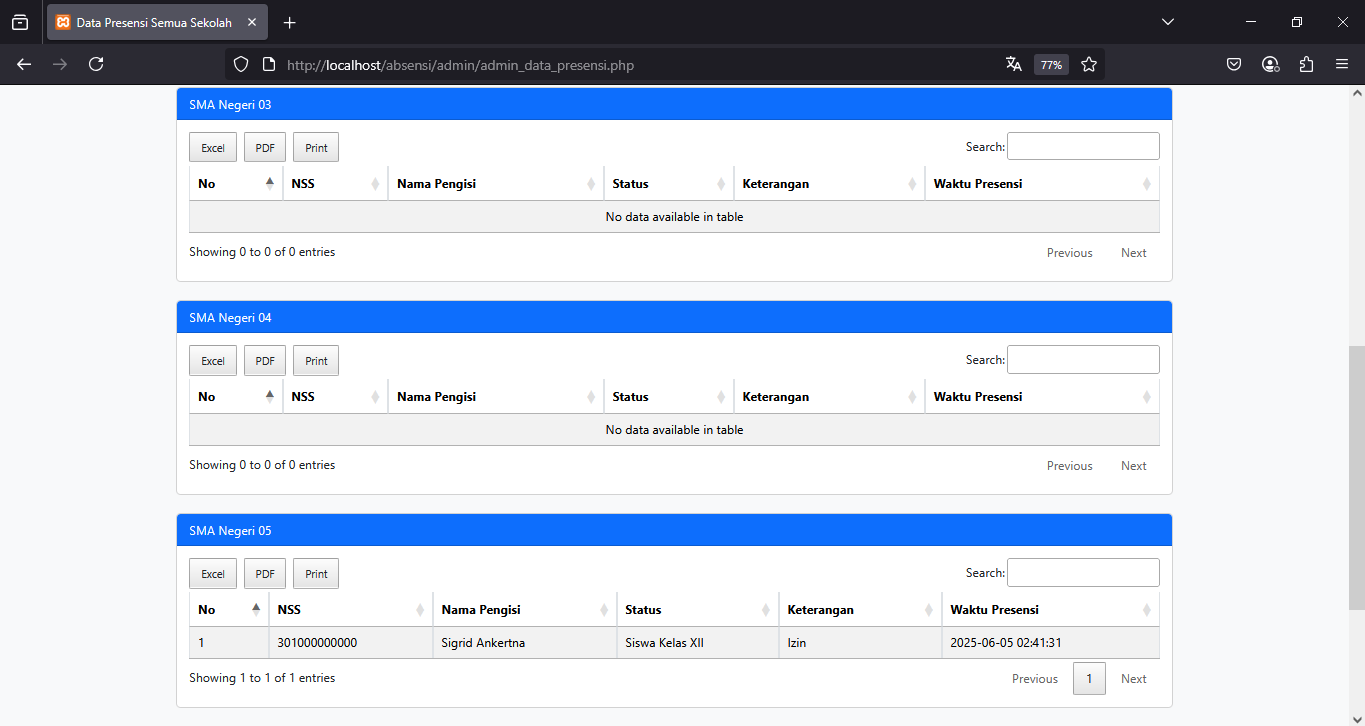 Data Presensi Semua Sekolah
http://localhost/absensi/admin/admin_data_presensi.php
77%
SMA Negeri 03
Excel PDF Print Search:
No NSS Nama Pengisi Status Keterangan Waktu Presensi
No data available in table
Showing 0 to 0 of 0 entries Previous Next
SMA Negeri 04
Excel PDF Print Search:
No NSS Nama Pengisi Status Keterangan Waktu Presensi
No data available in table
Showing 0 to 0 of 0 entries Previous Next
SMA Negeri 05
Excel PDF Print Search:
No NSS Nama Pengisi Status Keterangan Waktu Presensi
1 301000000000 Sigrid Ankertna Siswa Kelas XII Izin 2025-06-05 02:41:31
Showing 1 to 1 of 1 entries Previous 1 Next